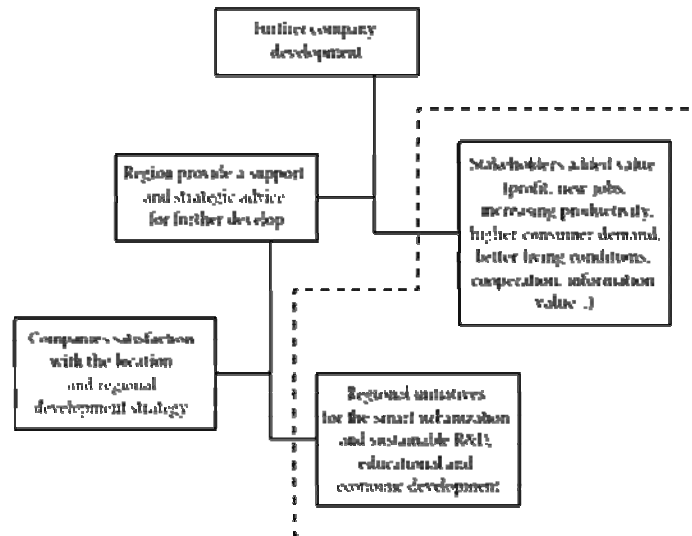 Further company
development
Region provide a support
and strategic advice
for further develop
Stakeholders added value
(profit, new jobs,
increasing productivity,
higher consumer demand,
better living conditions,
cooperation, information
value ..)
Companies satisfaction
with the location
and regional
development strategy
Regional initiatives
for the smart urbanization
and sustainable R&D,
educational and
economic development